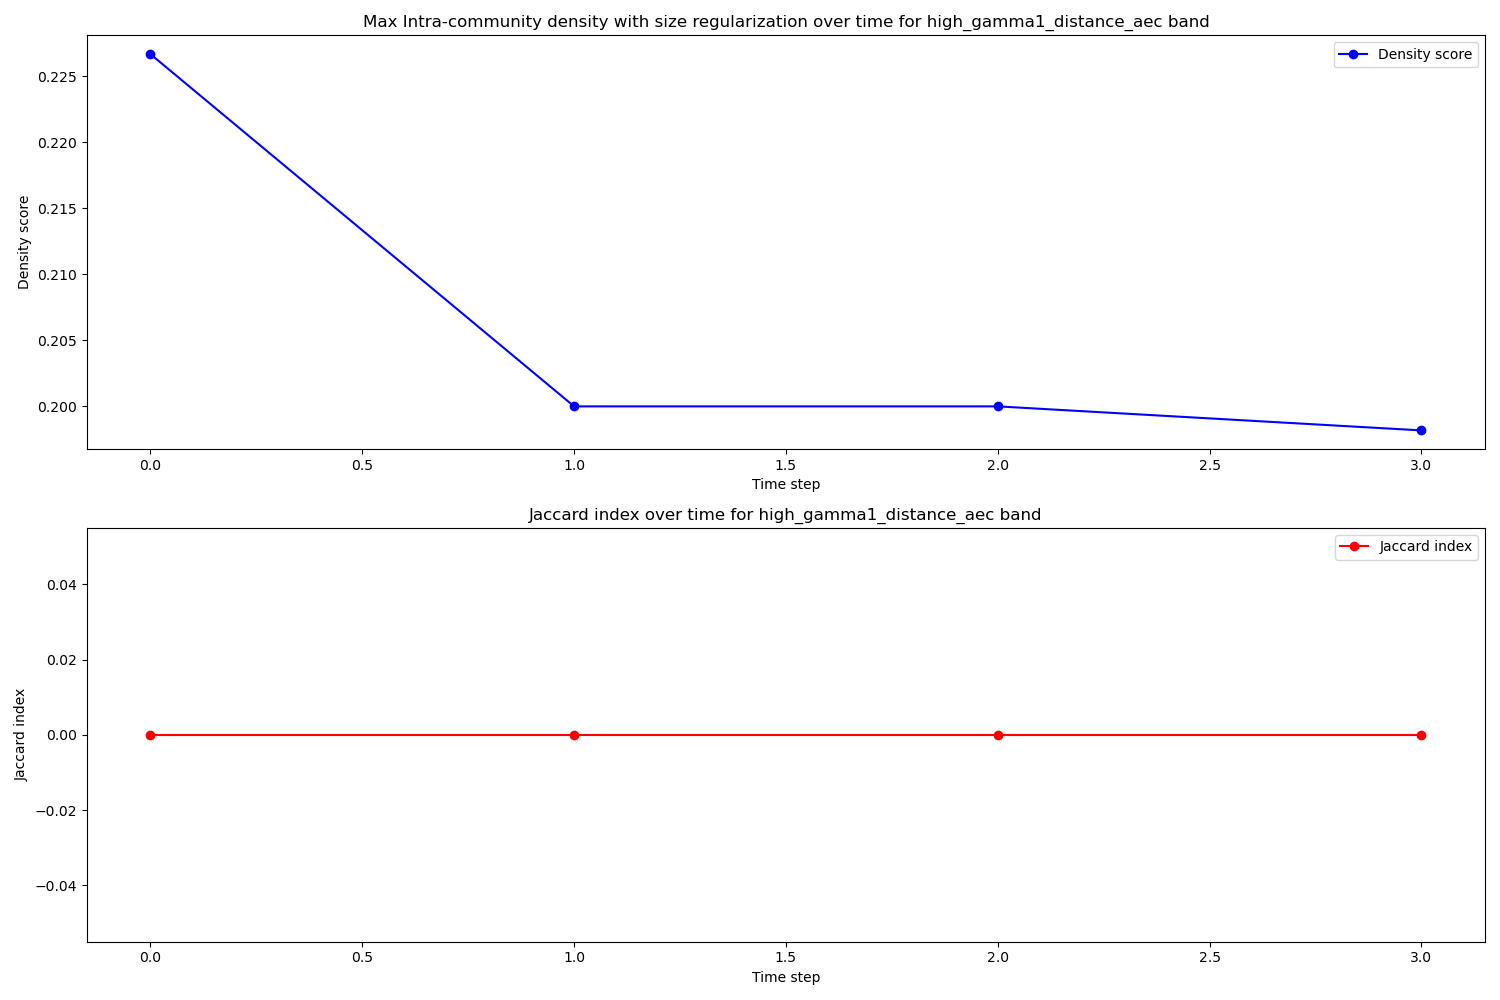 Max Intra-community density with size regularization over time for high_gamma1_distance_aec band
Density score
0.225
0.220
0.215
0.210
0.205
0.200
Density score
0.0 0.5 1.0 1.5 2.0 2.5 3.0
Time step
Jaccard index over time for high_gamma1_distance_aec band
Jaccard index
0.04
0.02
0.00
−0.02
−0.04
Jaccard index
0.0 0.5 1.0 1.5 2.0 2.5 3.0
Time step